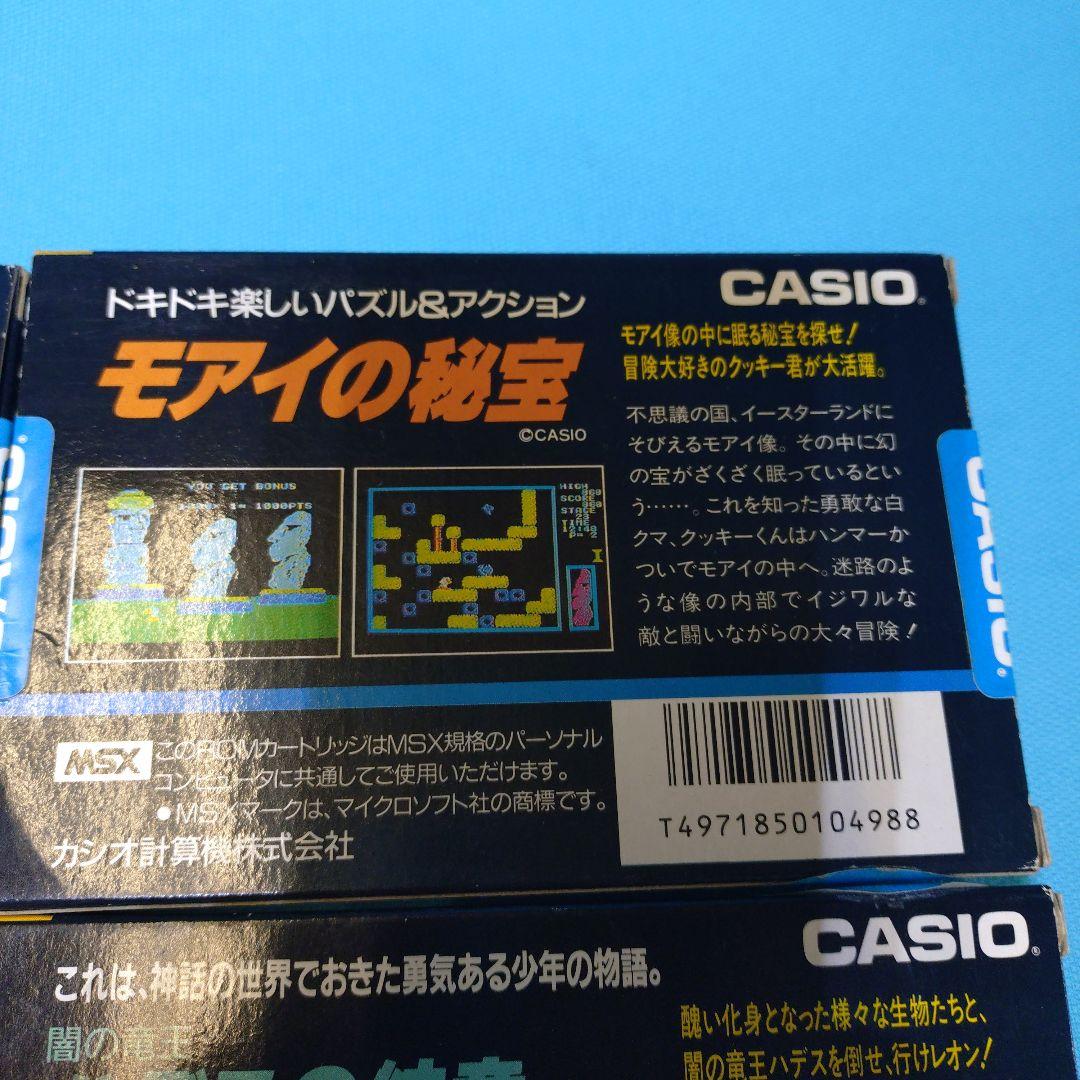 CASIO
ドキドキ楽しいパズル&アクション
モアイの秘宝
©CASIO
モアイ像の中に眠る秘宝を探せ!
冒険大好きのクッキー君が大活躍。
不思議の国、イースターランドに
そびえるモアイ像。その中に幻
の宝がざくざく眠っているとい
う……。これを知った勇敢な白
クマ、クッキーくんはハンマーか
ついでモアイの中へ。迷路のよ
うな像の内部でイジワルな
敵と闘いながらの大々冒険!
YOU GET BONUS
1= 1000PTS
HIGH
SCORE
STAGE
23
TIME
CASIO
MSX
このROMカートリッジはMSX規格のパーソナル
コンピュータに共通してご使用いただけます。
●MSXマークは、マイクロソフト社の商標です。
カシオ計算機株式会社
T4971850104988
CASIO
これは、神話の世界でおきた勇気ある少年の物語。
闇の竜王
醜い化身となった様々な生物たちと、
闇の竜王ハデスを倒せ、行けレオン!